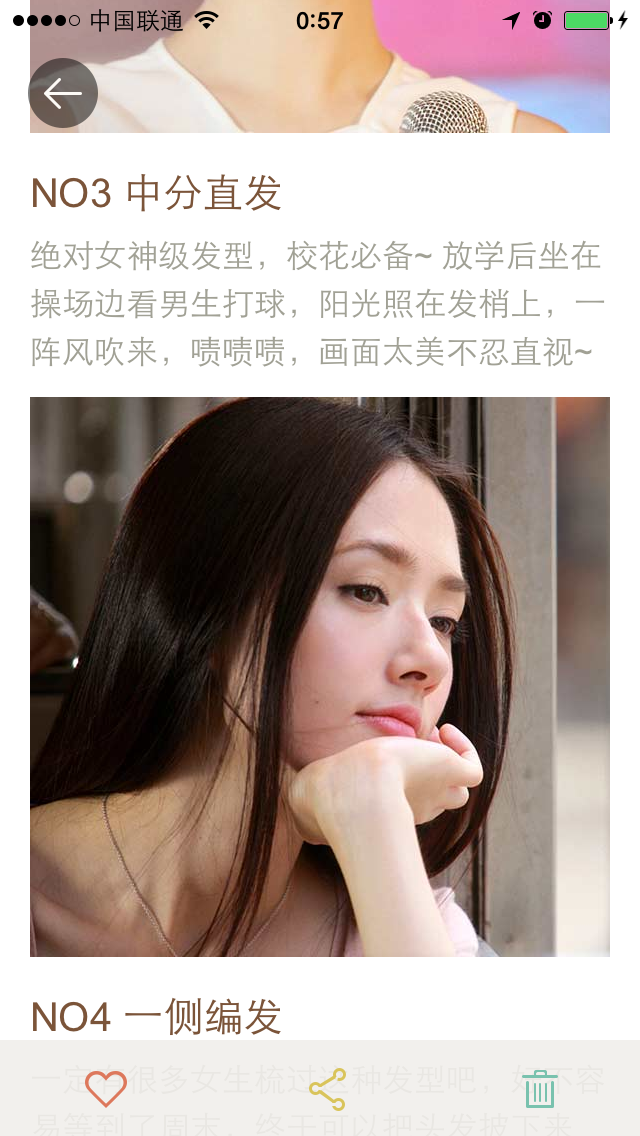 中国联通 0:57
NO3 中分直发
绝对女神级发型，校花必备~ 放学后坐在
操场边看男生打球，阳光照在发梢上，一
阵风吹来，啧啧啧，画面太美不忍直视~
NO4 一侧编发
一定有很多女生梳过这种发型吧，好不容
易等到了周末，终于可以把头发披下来